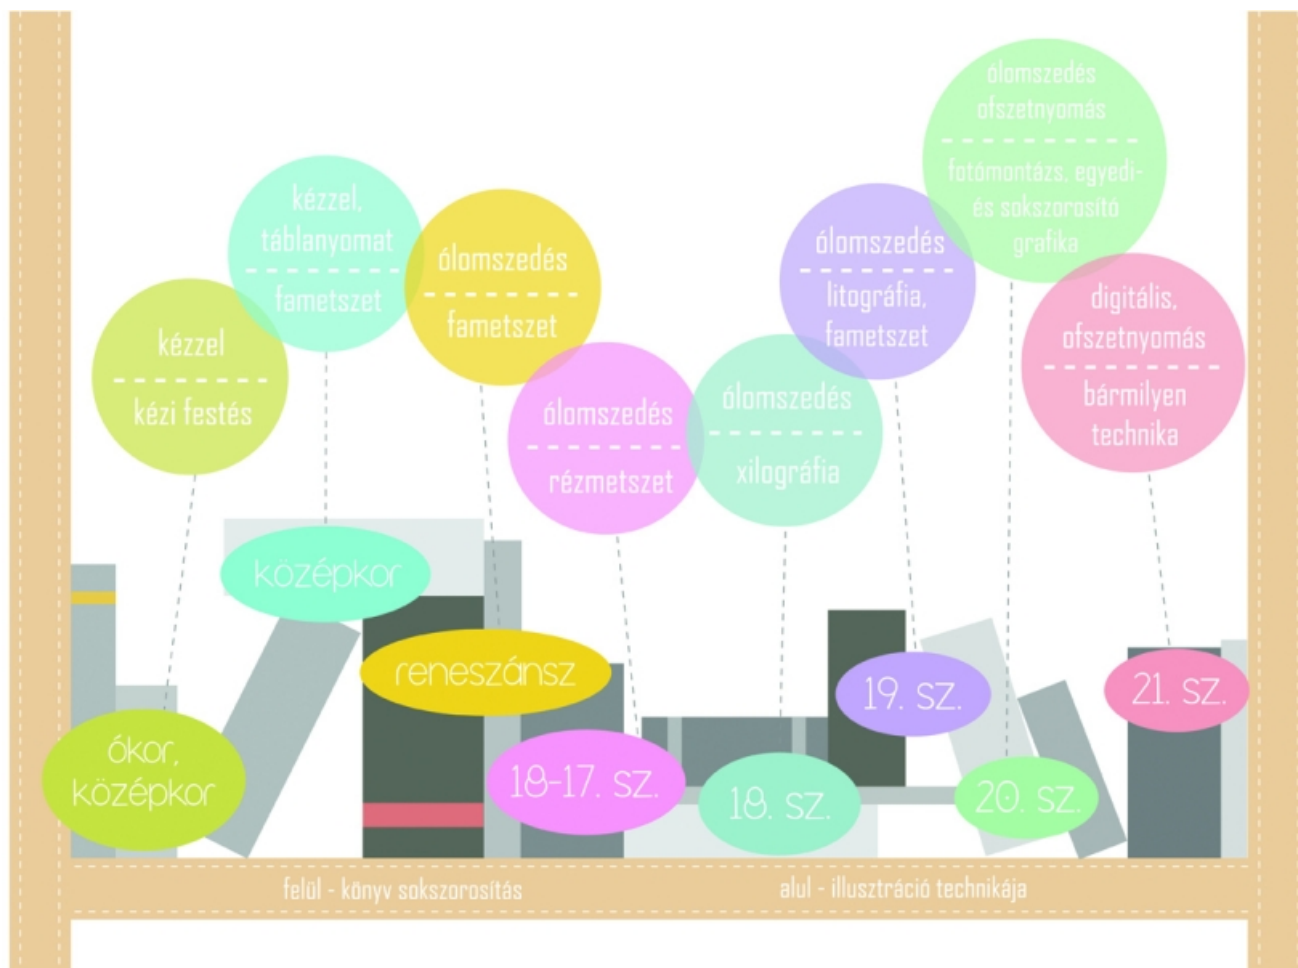 kézzel
kézi festés
kézzel,
táblanyomat
fametszet
ólomszedés
fametszet
ólomszedés
rézmetszet
ólomszedés
xilográfia
ólomszedés
litográfia,
fametszet
ólomszedés
ofszetnyomás
fotómontázs, egyedi-
és sokszorosító
grafika
digitális,
ofszetnyomás
bármilyen
technika
ókor,
középkor
középkor
reneszánsz
18-17. sz.
18. sz.
19. sz.
20. sz.
21. sz.
felül - könyv sokszorosítás
alul - illusztráció technikája